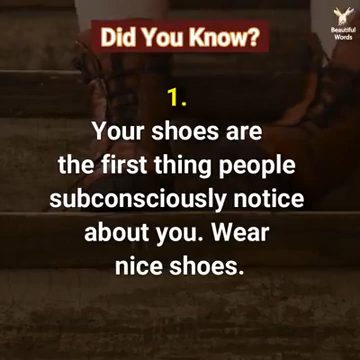 Did You Know?
Beautiful
Words
1.
Your shoes are
the first thing people
subconsciously notice
about you. Wear
nice shoes.